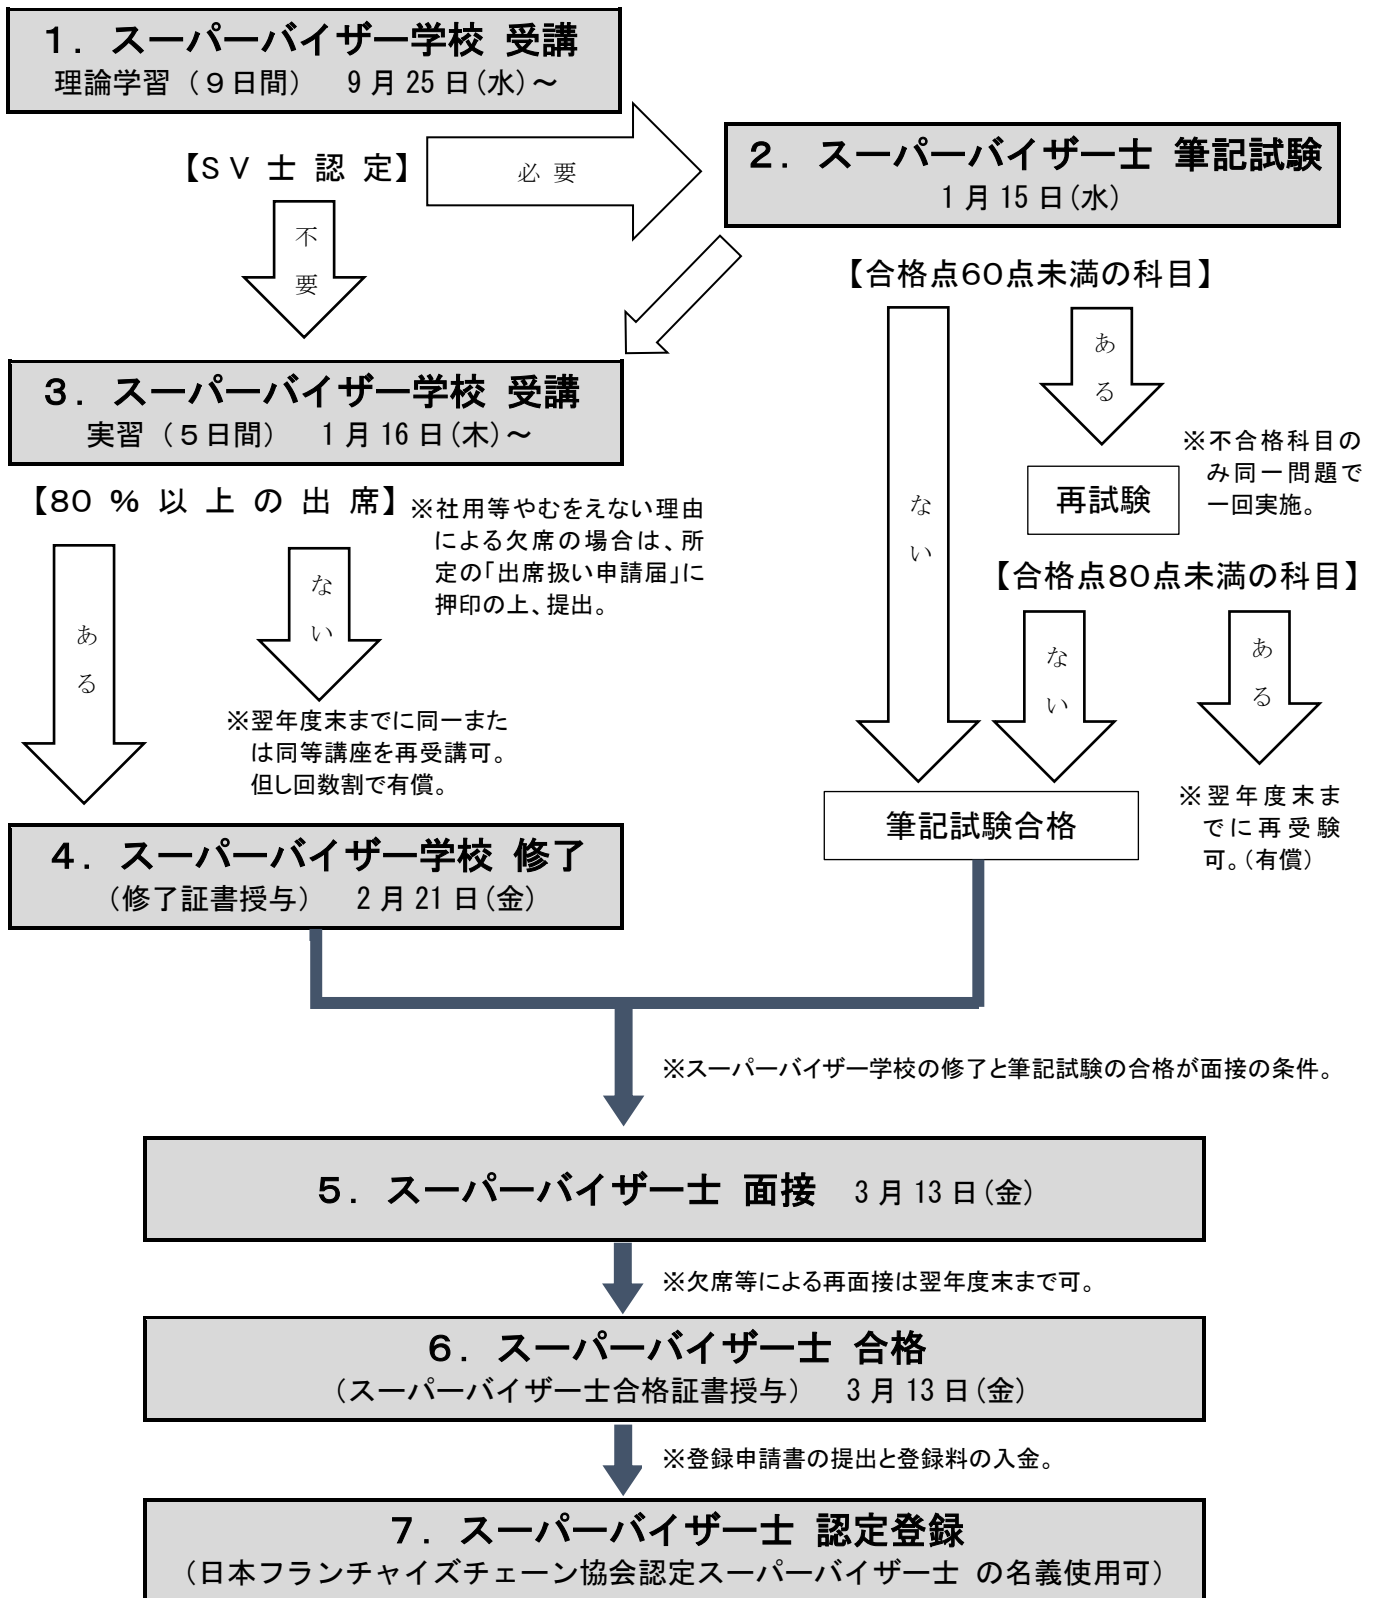 １．スーパーバイザー学校 受講
理論学習（９日間）　9月25日(水)～
【SV 士 認 定】
必 要
不
要
２．スーパーバイザー士 筆記試験
1月15日(水)
【合格点60点未満の科目】
な
い
あ
る
※不合格科目の
み同一問題で
一回実施。
再試験
【合格点80点未満の科目】
な
い
あ
る
※翌年度末ま
でに再受験
可。（有償）
筆記試験合格
３．スーパーバイザー学校 受講
実習（５日間）　1月16日(木)～
【80 % 以 上 の 出 席】
※社用等やむをえない理由
による欠席の場合は、所
定の「出席扱い申請届」に
押印の上、提出。
あ
る
な
い
※翌年度末までに同一また
は同等講座を再受講可。
但し回数割で有償。
４．スーパーバイザー学校 修了
（修了証書授与）　2月21日(金)
※スーパーバイザー学校の修了と筆記試験の合格が面接の条件。
５．スーパーバイザー士 面接　3月13日(金)
※欠席等による再面接は翌年度末まで可。
６．スーパーバイザー士 合格
（スーパーバイザー士合格証書授与）　3月13日(金)
※登録申請書の提出と登録料の入金。
７．スーパーバイザー士 認定登録
（日本フランチャイズチェーン協会認定スーパーバイザー士 の名義使用可）